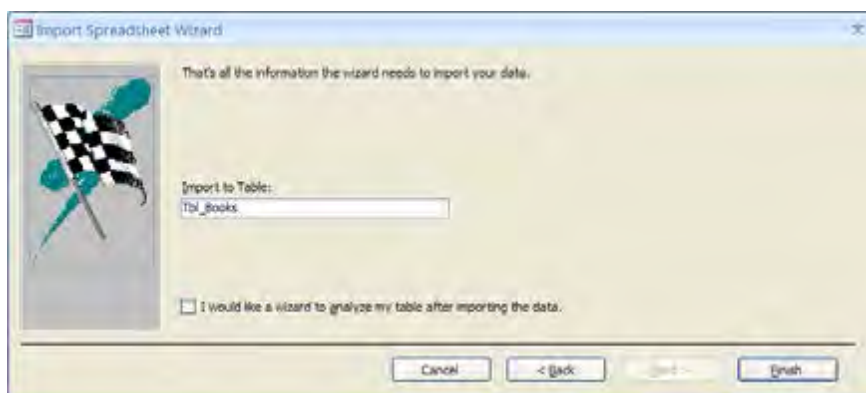 Import Spreadsheet Wizard
That's all the information the wizard needs to import your data.
Import to Table:
Tbl_Books
I would like a wizard to analyze my table after importing the data.
Cancel
< Back
Next >
Finish